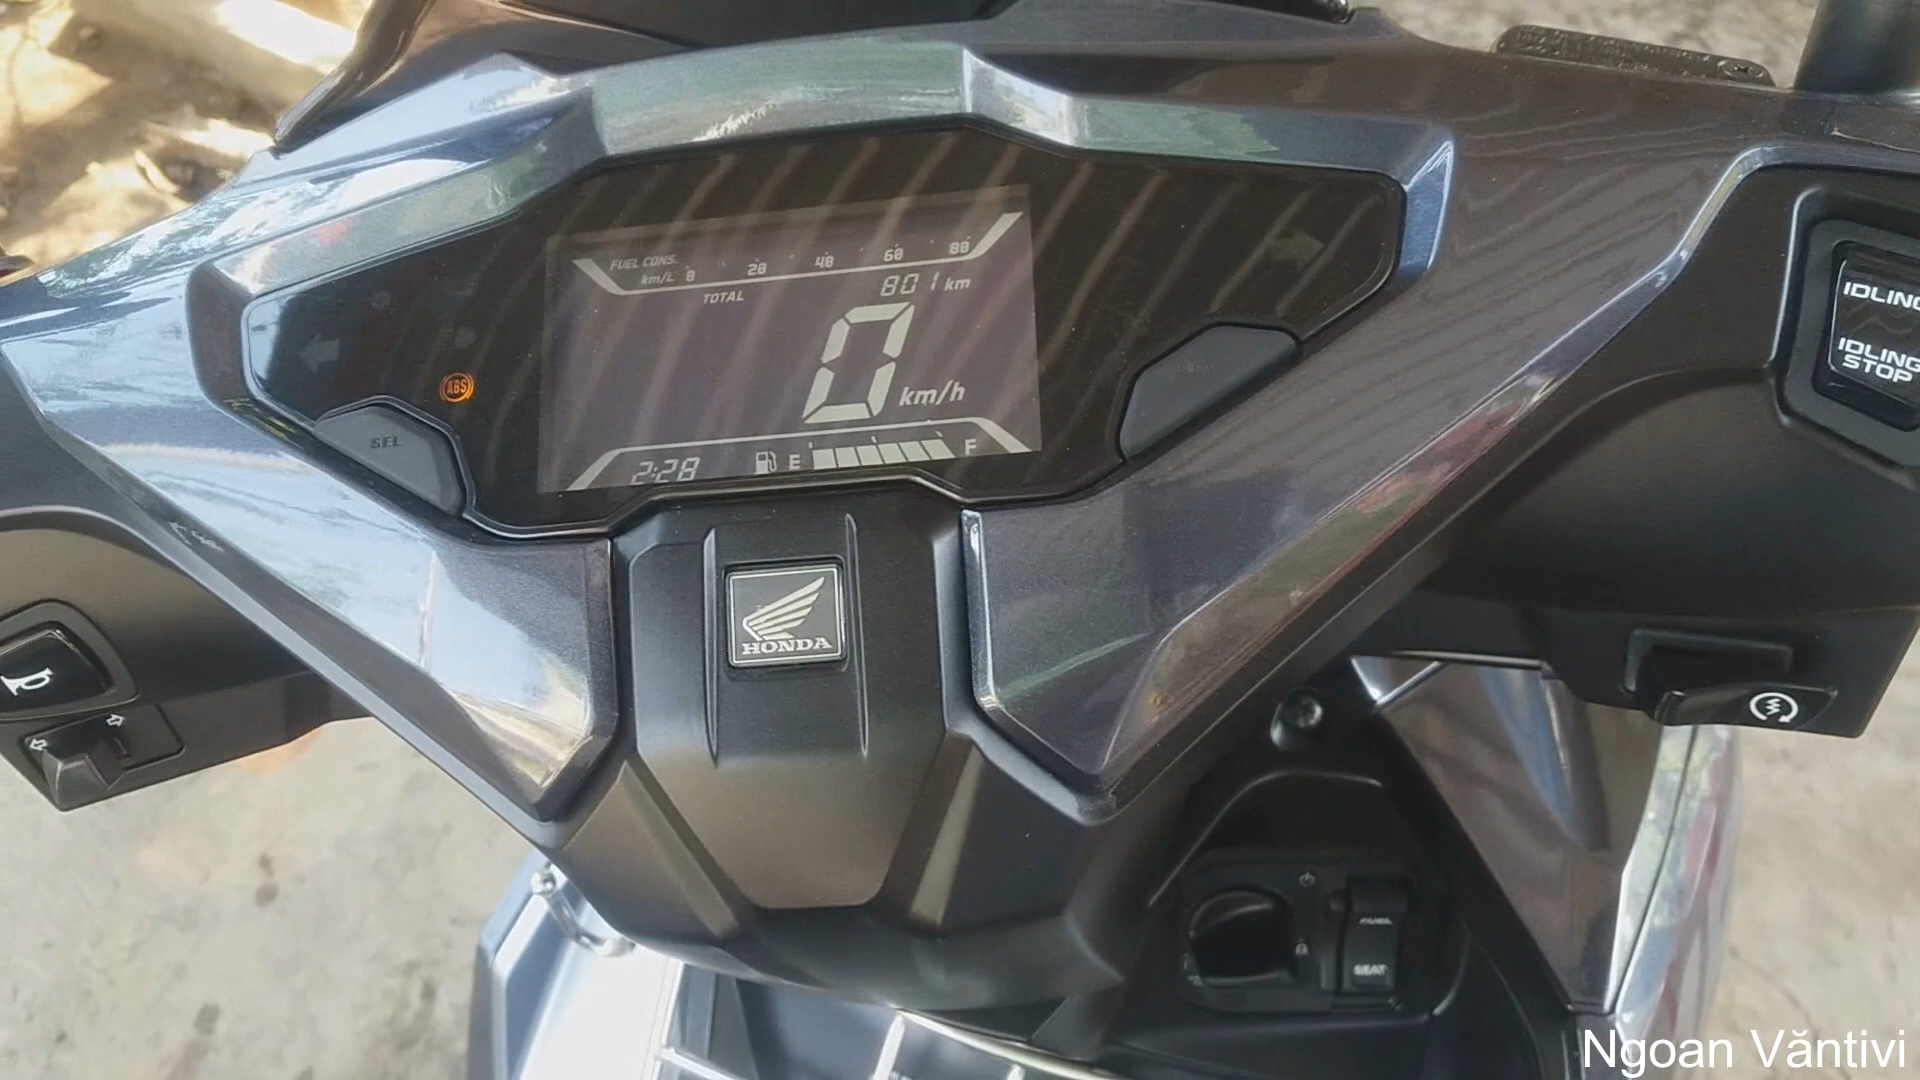 FUEL CONS.
km/L 0 20 40 60 80
TOTAL 801 km
0 km/h
2:28 E F
ABS
SEL
HONDA
IDLING
IDLING
STOP
FUEL
SEAT
Ngoan Văntivi